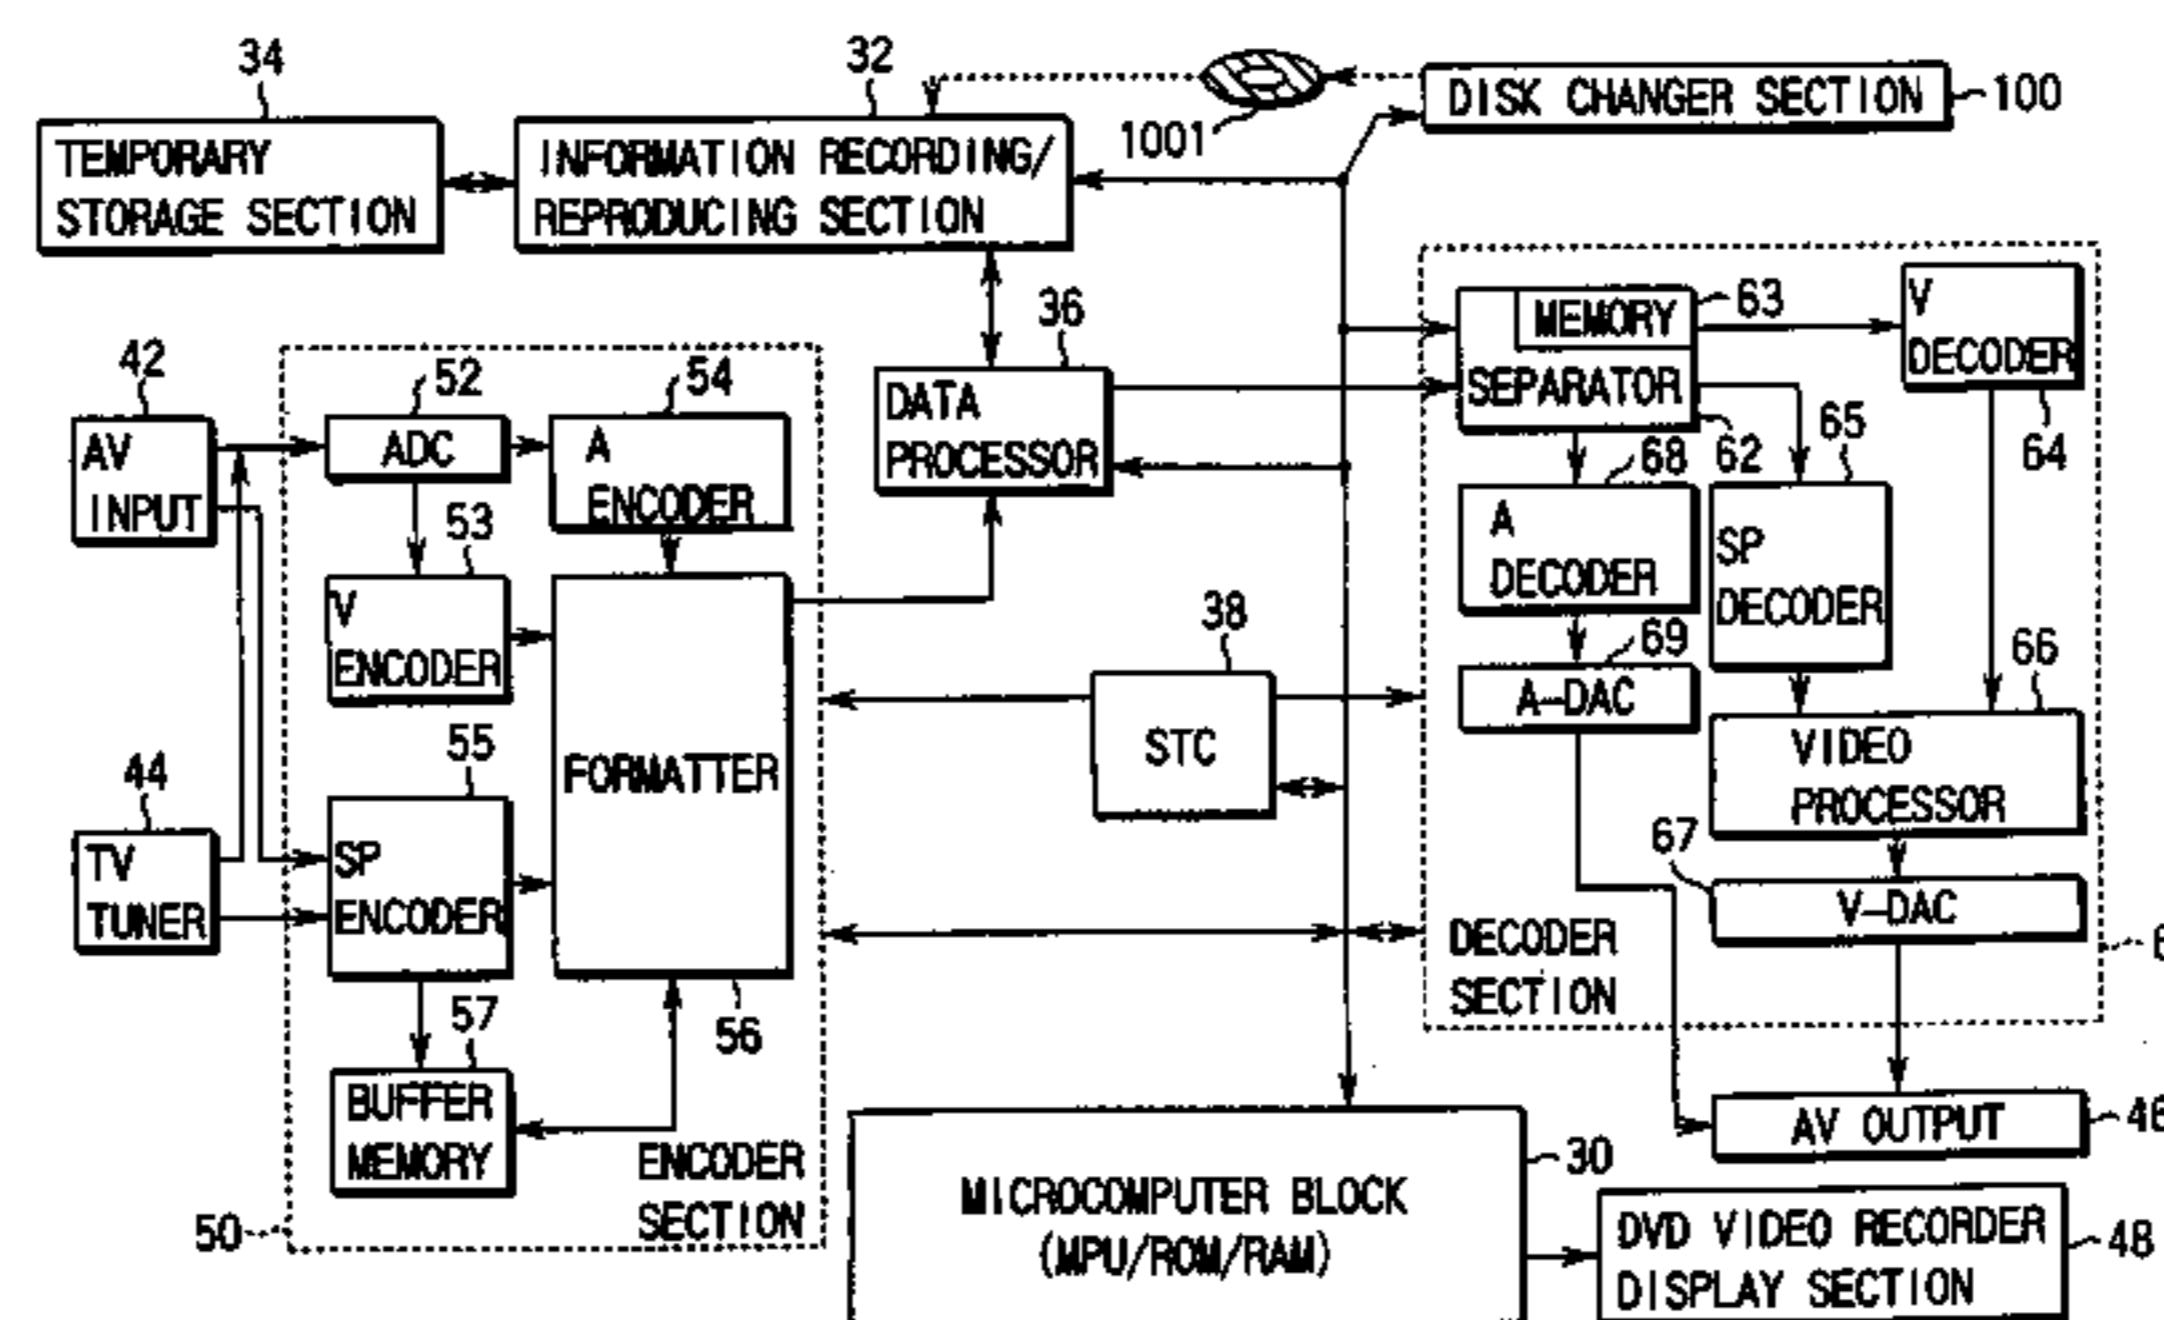 34
32
DISK CHANGER SECTION
100
1001
TEMPORARY
STORAGE SECTION
INFORMATION RECORDING/
REPRODUCING SECTION
36
MEMORY
63
V
DECODER
64
SEPARATOR
62
42
52
54
DATA
PROCESSOR
AV
INPUT
ADC
A
ENCODER
65
68
53
A
DECODER
SP
DECODER
V
ENCODER
38
69
66
A-DAC
55
FORMATTER
STC
VIDEO
PROCESSOR
44
67
TV
TUNER
SP
ENCODER
V-DAC
DECODER
SECTION
6
57
56
BUFFER
MEMORY
ENCODER
SECTION
50
AV OUTPUT
46
MICROCOMPUTER BLOCK
(MPU/ROM/RAM)
30
DVD VIDEO RECORDER
DISPLAY SECTION
48